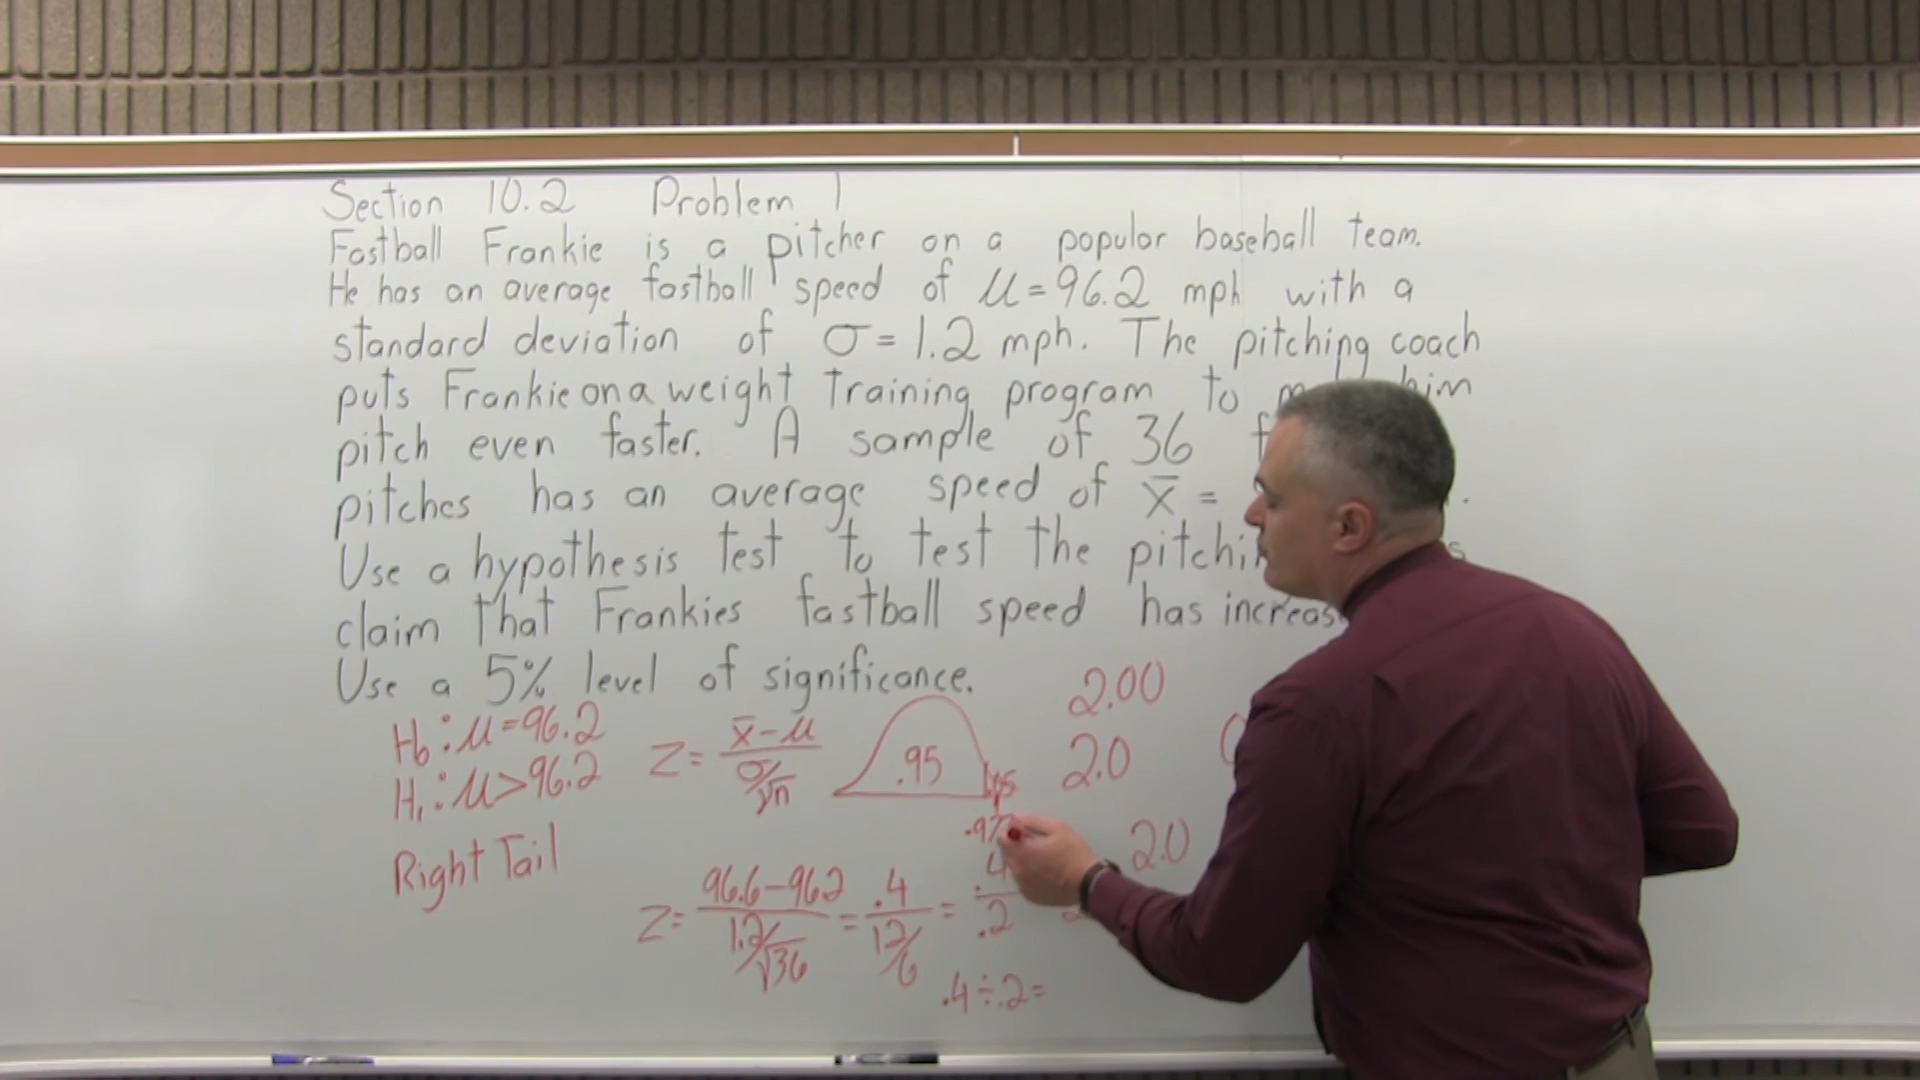 Section 10.2 Problem 1
Fastball Frankie is a pitcher on a popular baseball team.
He has an average fastball speed of μ=96.2 mph with a
standard deviation of σ=1.2 mph. The pitching coach
puts Frankie on a weight training program to him
pitch even faster. A sample of 36
pitches has an average speed of x̄ =
Use a hypothesis test to test the
claim that Frankies fastball speed has
Use a 5% level of significance.
H₀: μ=96.2
H₁: μ>96.2
Right Tail
Z= x̄-μ / σ/√n
.95
2.00
2.0
2.0
Z= 96.6-96.2 / 1.2/√36 = .4 / 1.2/6 = .4/.2
.4÷.2=